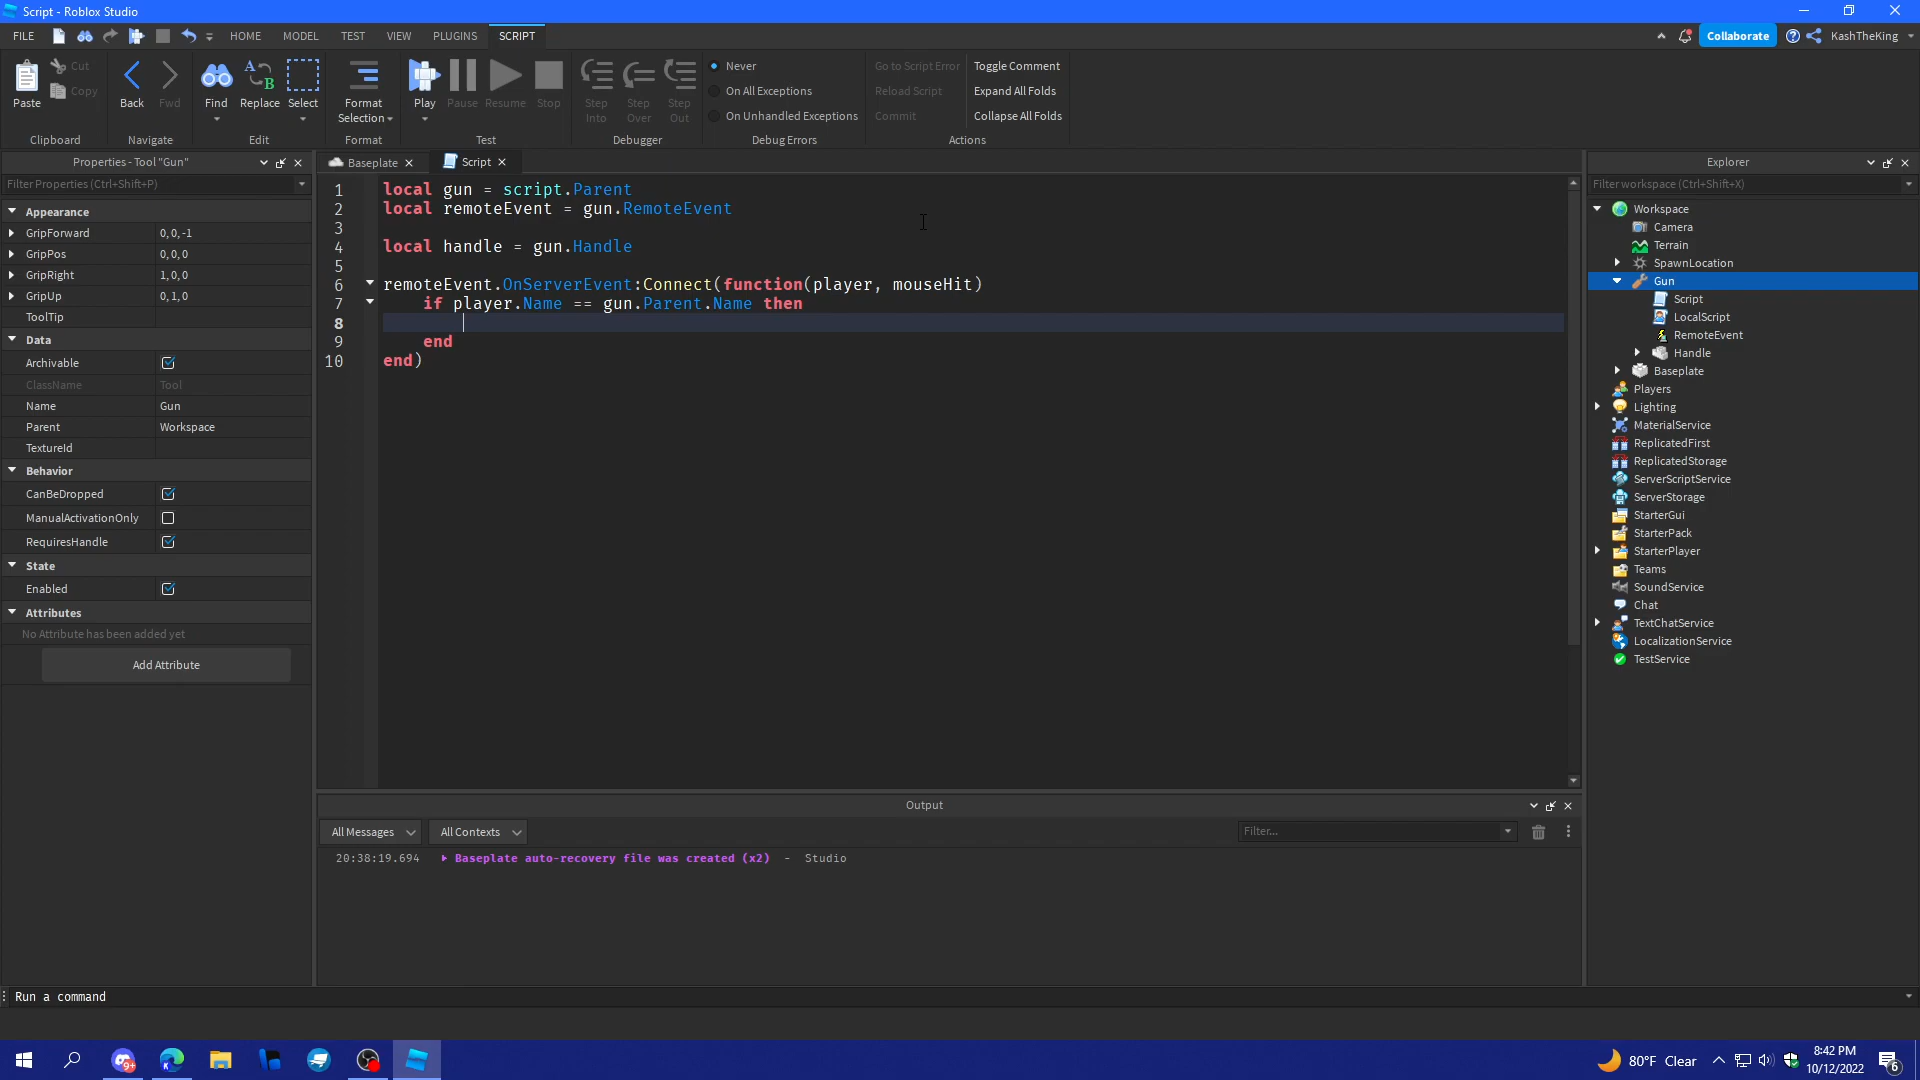 Script - Roblox Studio
FILE HOME MODEL TEST VIEW PLUGINS SCRIPT Collaborate KashTheKing
Paste Cut Copy Back Fwd Find Replace Select Format Selection Play Pause Resume Stop Step Into Step Over Step Out
Never On All Exceptions On Unhandled Exceptions
Go to Script Error Reload Script Commit
Toggle Comment Expand All Folds Collapse All Folds
Clipboard Navigate Edit Format Test Debugger Debug Errors Actions
Properties - Tool "Gun"
Filter Properties (Ctrl+Shift+P)
Appearance
GripForward 0, 0, -1
GripPos 0, 0, 0
GripRight 1, 0, 0
GripUp 0, 1, 0
ToolTip
Data
Archivable
ClassName Tool
Name Gun
Parent Workspace
TextureId
Behavior
CanBeDropped
ManualActivationOnly
RequiresHandle
State
Enabled
Attributes
No Attribute has been added yet
Add Attribute
Baseplate Script
1 local gun = script.Parent
2 local remoteEvent = gun.RemoteEvent
3
4 local handle = gun.Handle
5
6 remoteEvent.OnServerEvent:Connect(function(player, mouseHit)
7 if player.Name == gun.Parent.Name then
8
9 end
10 end)
Output
All Messages All Contexts Filter...
20:38:19.694 Baseplate auto-recovery file was created (x2) - Studio
Explorer
Filter workspace (Ctrl+Shift+X)
Workspace
Camera
Terrain
SpawnLocation
Gun
Script
LocalScript
RemoteEvent
Handle
Baseplate
Players
Lighting
MaterialService
ReplicatedFirst
ReplicatedStorage
ServerScriptService
ServerStorage
StarterGui
StarterPack
StarterPlayer
Teams
SoundService
Chat
TextChatService
LocalizationService
TestService
Run a command
9+ K 80°F Clear 8:42 PM
10/12/2022 6